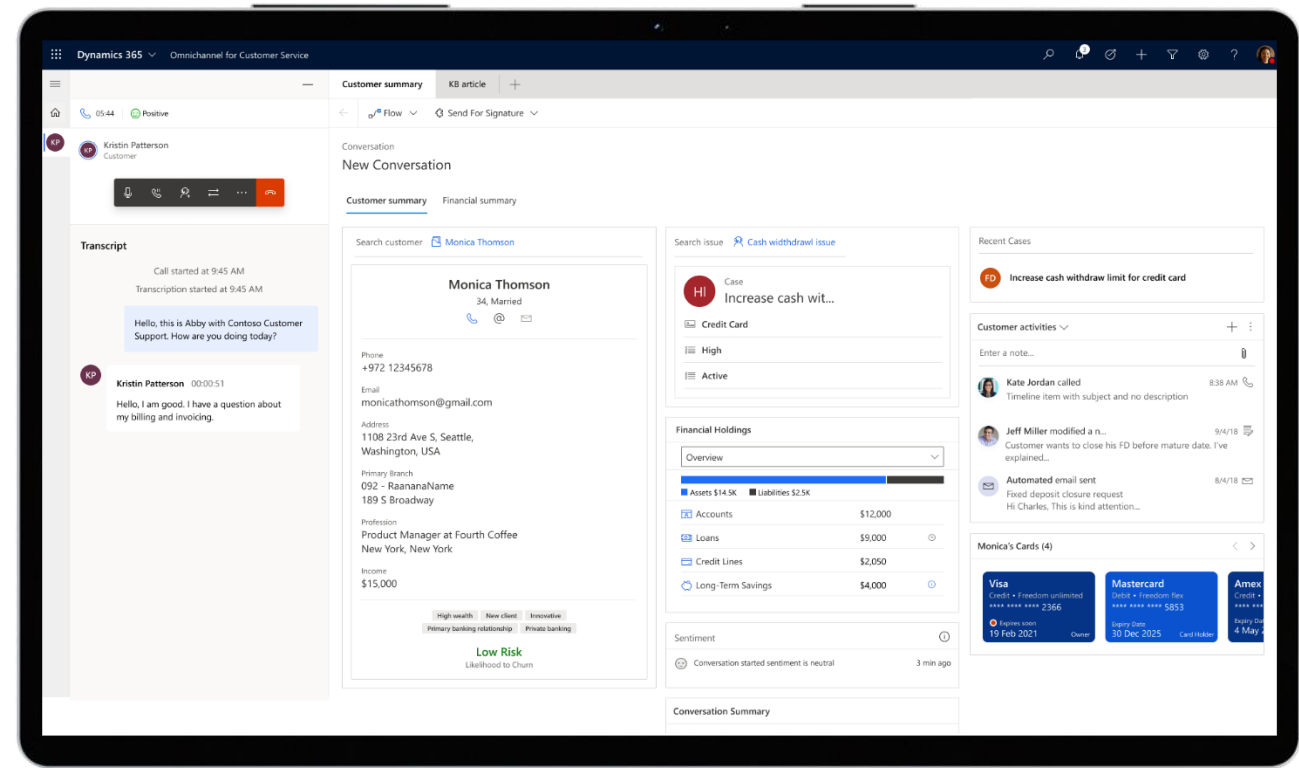 Dynamics 365
Omnichannel for Customer Service
3
Customer summary
KB article
05:44
Positive
Flow
Send For Signature
KP
KP
Kristin Patterson
Customer
Conversation
New Conversation
Customer summary
Financial summary
Transcript
Call started at 9:45 AM
Transcription started at 9:45 AM
Hello, this is Abby with Contoso Customer
Support. How are you doing today?
KP
Kristin Patterson 00:00:51
Hello, I am good. I have a question about
my billing and invoicing.
Search customer
Monica Thomson
Monica Thomson
34, Married
Phone
+972 12345678
Email
monicathomson@gmail.com
Address
1108 23rd Ave S, Seattle,
Washington, USA
Primary Branch
092 - RaananaName
189 S Broadway
Profession
Product Manager at Fourth Coffee
New York, New York
Income
$15,000
High wealth
New client
Innovative
Primary banking relationship
Private banking
Low Risk
Likelihood to Churn
Search issue
Cash widthdrawl issue
HI
Case
Increase cash wit...
Credit Card
High
Active
Financial Holdings
Overview
Assets $14.5K
Liabilities $2.5K
Accounts $12,000
Loans $9,000
Credit Lines $2,050
Long-Term Savings $4,000
Sentiment
Conversation started sentiment is neutral
3 min ago
Conversation Summary
Recent Cases
FD
Increase cash withdraw limit for credit card
Customer activities
Enter a note...
Kate Jordan called
8:38 AM
Timeline item with subject and no description
Jeff Miller modified a n...
9/4/18
Customer wants to close his FD before mature date. I've
explained...
Automated email sent
8/4/18
Fixed deposit closure request
Hi Charles, This is kind attention...
Monica's Cards (4)
Visa
Credit • Freedom unlimited
**** **** **** 2366
Expires soon
19 Feb 2021
Owner
Mastercard
Debit • Freedom flex
**** **** **** 5853
Expiry Date
30 Dec 2025
Card Holder
Amex
Credit •
**** ***
Expiry Da
4 May